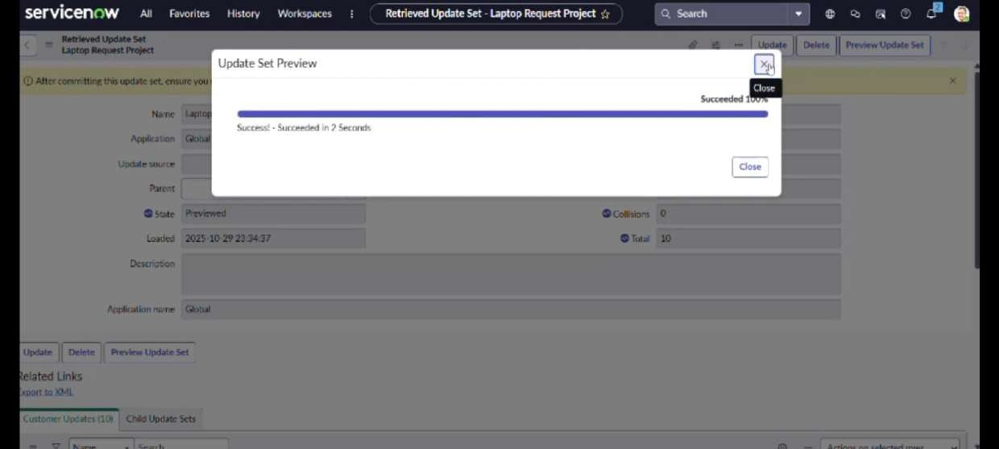 servicenow All Favorites History Workspaces Retrieved Update Set - Laptop Request Project Search 2
Retrieved Update Set
Laptop Request Project
Update Delete Preview Update Set
Update Set Preview
After committing this update set, ensure you
Close
Succeeded 100%
Success! - Succeeded in 2 Seconds
Close
Name Laptop
Application Global
Update source
Parent
State Previewed
Collisions 0
Loaded 2025-10-29 23:34:37
Total 10
Description
Application name Global
Update Delete Preview Update Set
Related Links
Export to XML
Customer Updates (10) Child Update Sets
Name Search Actions on selected rows